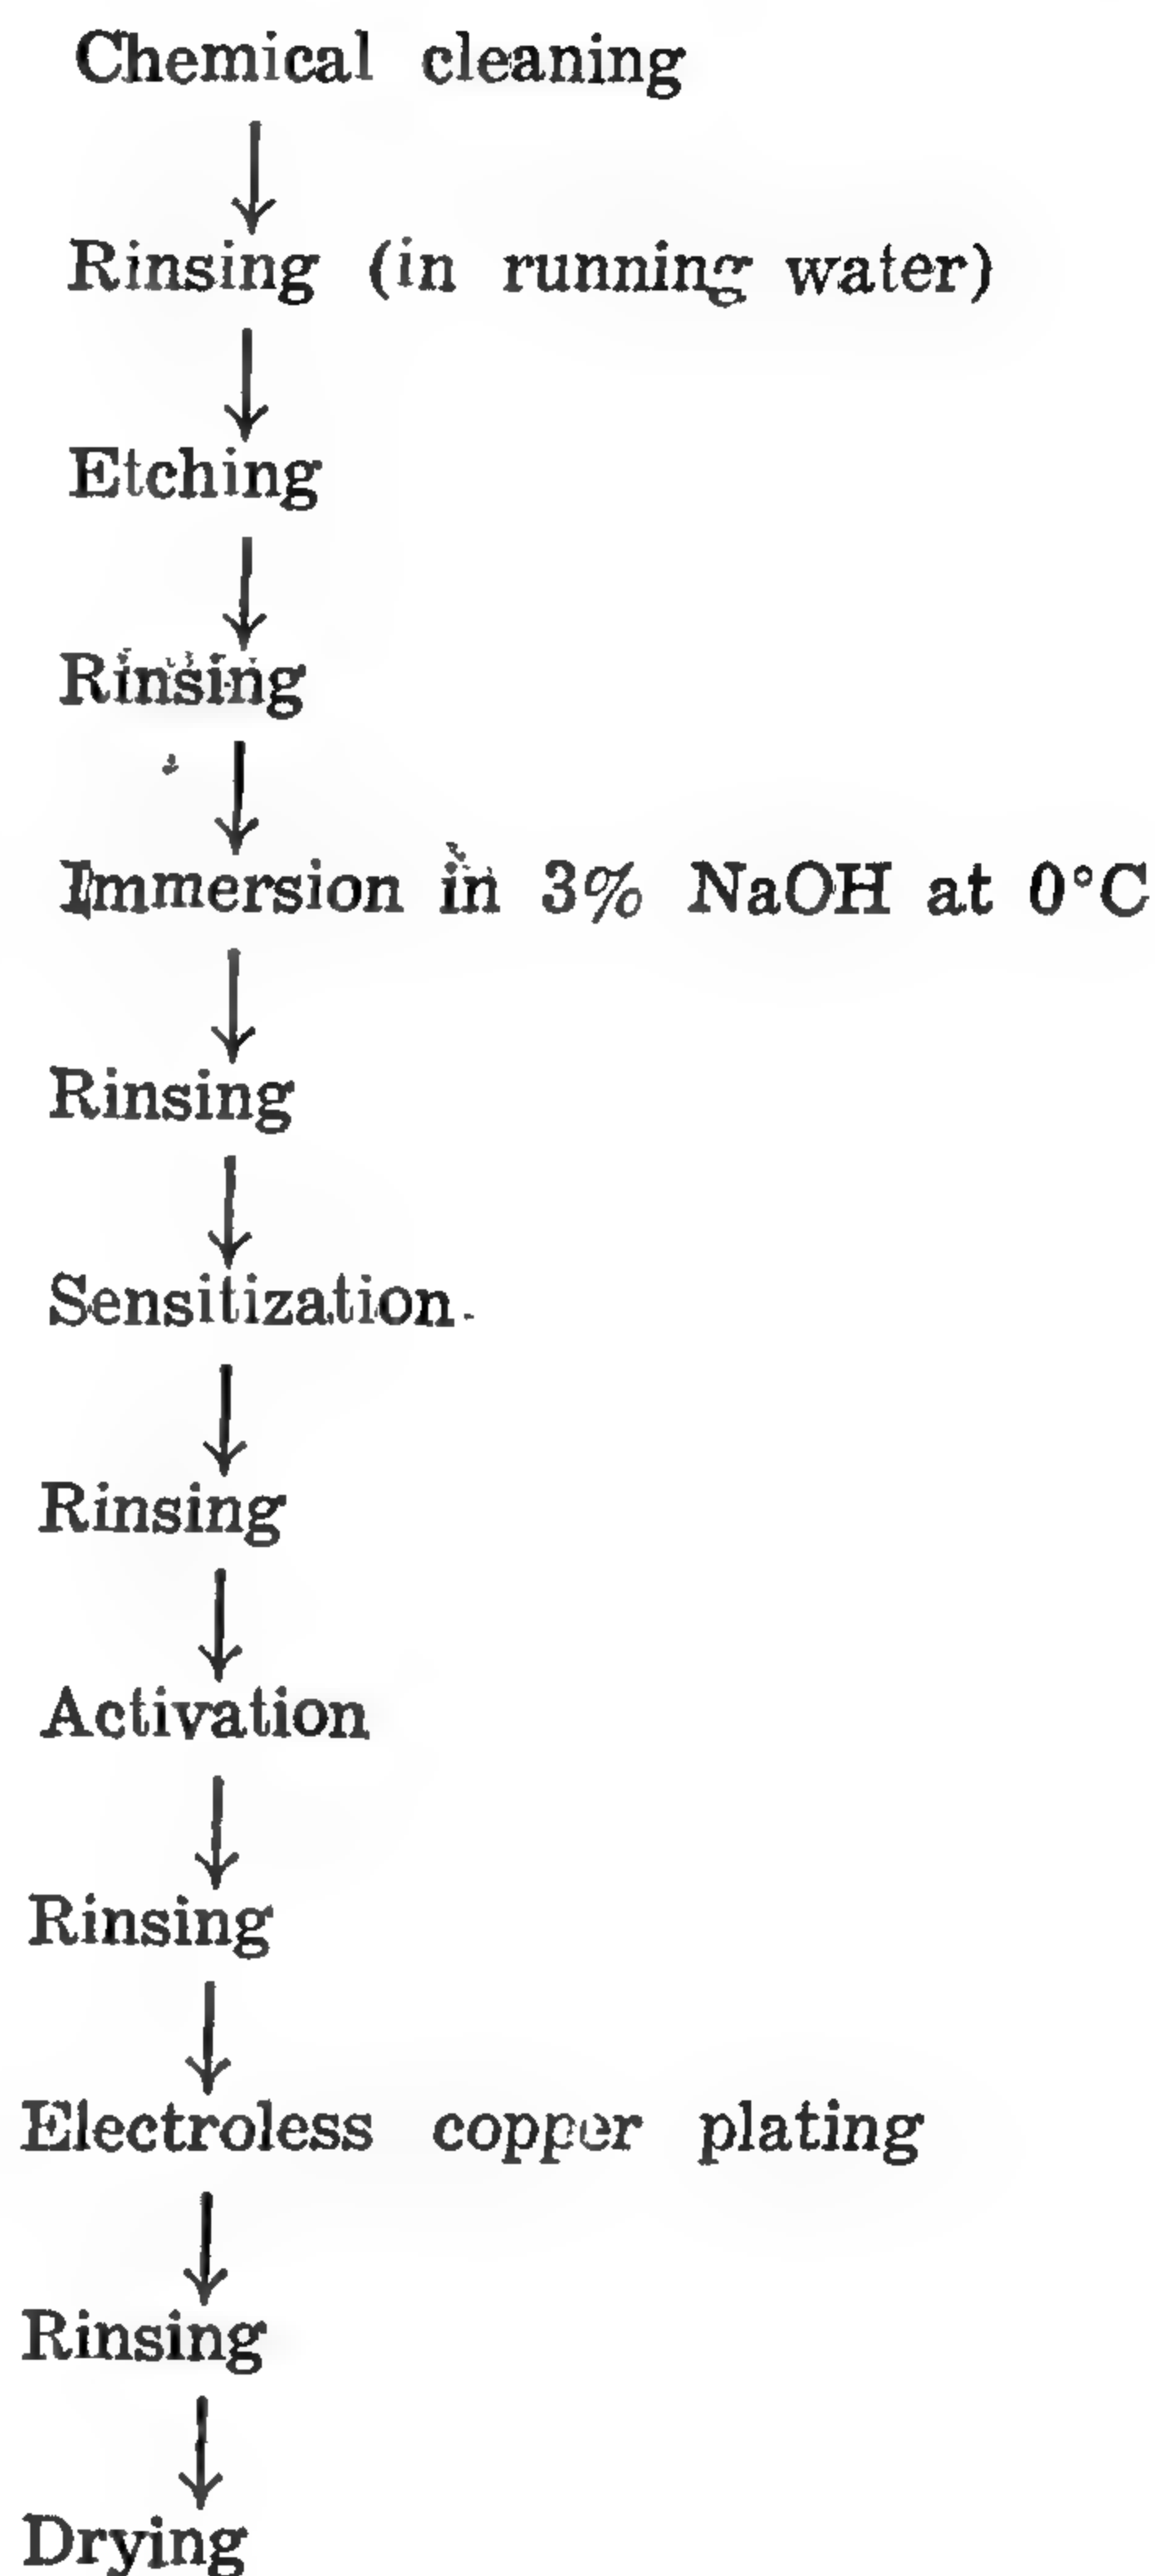 Chemical cleaning
Rinsing (in running water)
Etching
Rinsing
Immersion in 3% NaOH at 0°C
Rinsing
Sensitization
Rinsing
Activation
Rinsing
Electroless copper plating
Rinsing
Drying